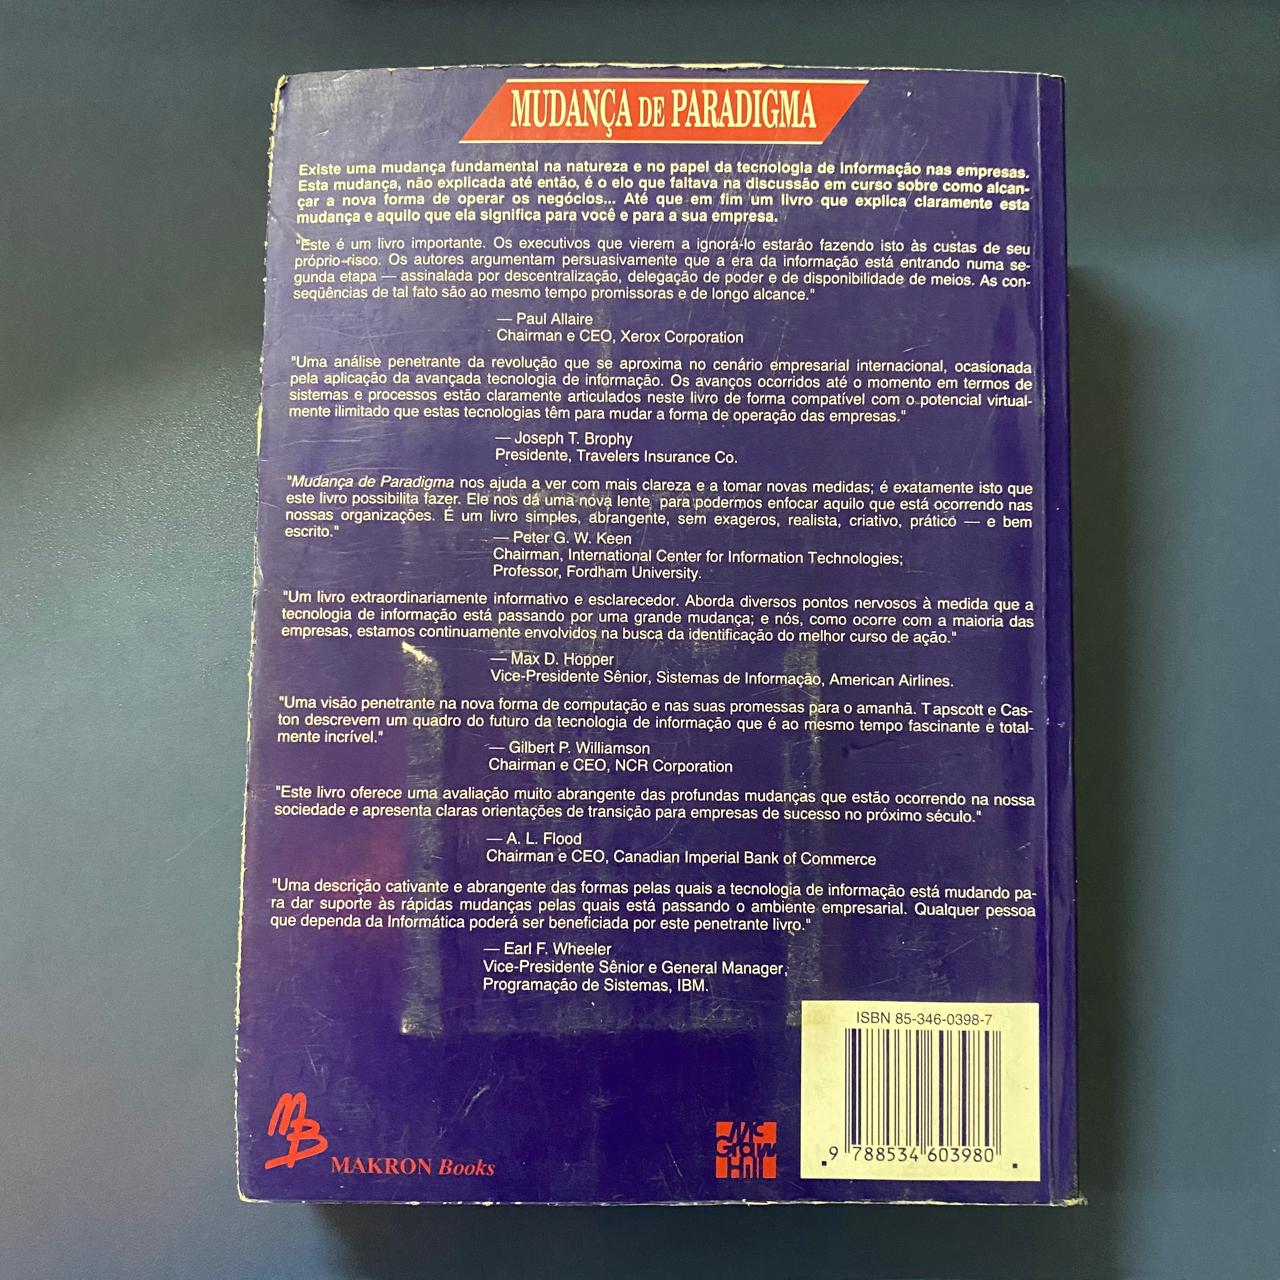 MUDANÇA DE PARADIGMA
Existe uma mudança fundamental na natureza e no papel da tecnologia de informação nas empresas.
Esta mudança, não explicada até então, é o elo que faltava na discussão em curso sobre como alcan-
çar a nova forma de operar os negócios... Até que em fim um livro que explica claramente esta
mudança e aquilo que ela significa para você e para a sua empresa.
"Este é um livro importante. Os executivos que vierem a ignorá-lo estarão fazendo isto às custas de seu
próprio risco. Os autores argumentam persuasivamente que a era da informação está entrando numa se-
gunda etapa — assinalada por descentralização, delegação de poder e de disponibilidade de meios. As con-
seqüências de tal fato são ao mesmo tempo promissoras e de longo alcance."
— Paul Allaire
Chairman e CEO, Xerox Corporation
"Uma análise penetrante da revolução que se aproxima no cenário empresarial internacional, ocasionada
pela aplicação da avançada tecnologia de informação. Os avanços ocorridos até o momento em termos de
sistemas e processos estão claramente articulados neste livro de forma compatível com o potencial virtual-
mente ilimitado que estas tecnologias têm para mudar a forma de operação das empresas."
— Joseph T. Brophy
Presidente, Travelers Insurance Co.
"Mudança de Paradigma nos ajuda a ver com mais clareza e a tomar novas medidas; é exatamente isto que
este livro possibilita fazer. Ele nos dá uma nova lente para podermos enfocar aquilo que está ocorrendo nas
nossas organizações. É um livro simples, abrangente, sem exageros, realista, criativo, prático — e bem
escrito."
— Peter G. W. Keen
Chairman, International Center for Information Technologies;
Professor, Fordham University.
"Um livro extraordinariamente informativo e esclarecedor. Aborda diversos pontos nervosos à medida que a
tecnologia de informação está passando por uma grande mudança; e nós, como ocorre com a maioria das
empresas, estamos continuamente envolvidos na busca da identificação do melhor curso de ação."
— Max D. Hopper
Vice-Presidente Sênior, Sistemas de Informação, American Airlines.
"Uma visão penetrante na nova forma de computação e nas suas promessas para o amanhã. Tapscott e Cas-
ton descrevem um quadro do futuro da tecnologia de informação que é ao mesmo tempo fascinante e total-
mente incrível."
— Gilbert P. Williamson
Chairman e CEO, NCR Corporation
"Este livro oferece uma avaliação muito abrangente das profundas mudanças que estão ocorrendo na nossa
sociedade e apresenta claras orientações de transição para empresas de sucesso no próximo século."
— A. L. Flood
Chairman e CEO, Canadian Imperial Bank of Commerce
"Uma descrição cativante e abrangente das formas pelas quais a tecnologia de informação está mudando pa-
ra dar suporte às rápidas mudanças pelas quais está passando o ambiente empresarial. Qualquer pessoa
que dependa da Informática poderá ser beneficiada por este penetrante livro."
— Earl F. Wheeler
Vice-Presidente Sênior e General Manager,
Programação de Sistemas, IBM.
ISBN 85-346-0398-7
9 788534 603980
MB
MAKRON Books
Mc
Graw
Hill